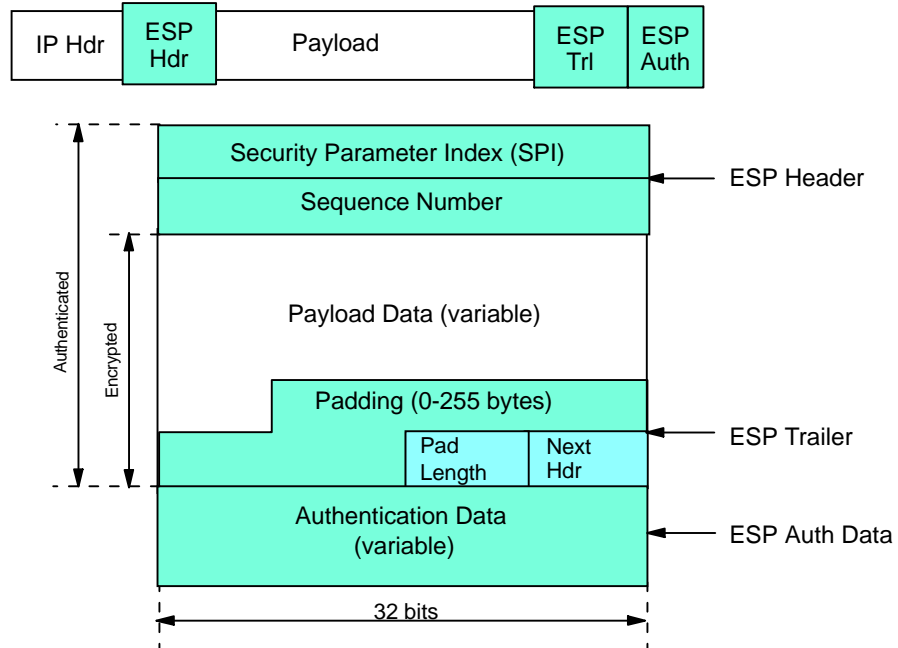 IP Hdr
ESP
Hdr
Payload
ESP
Trl
ESP
Auth
Security Parameter Index (SPI)
ESP Header
Sequence Number
Authenticated
Encrypted
Payload Data (variable)
Padding (0-255 bytes)
Pad
Length
Next
Hdr
ESP Trailer
Authentication Data
(variable)
ESP Auth Data
32 bits